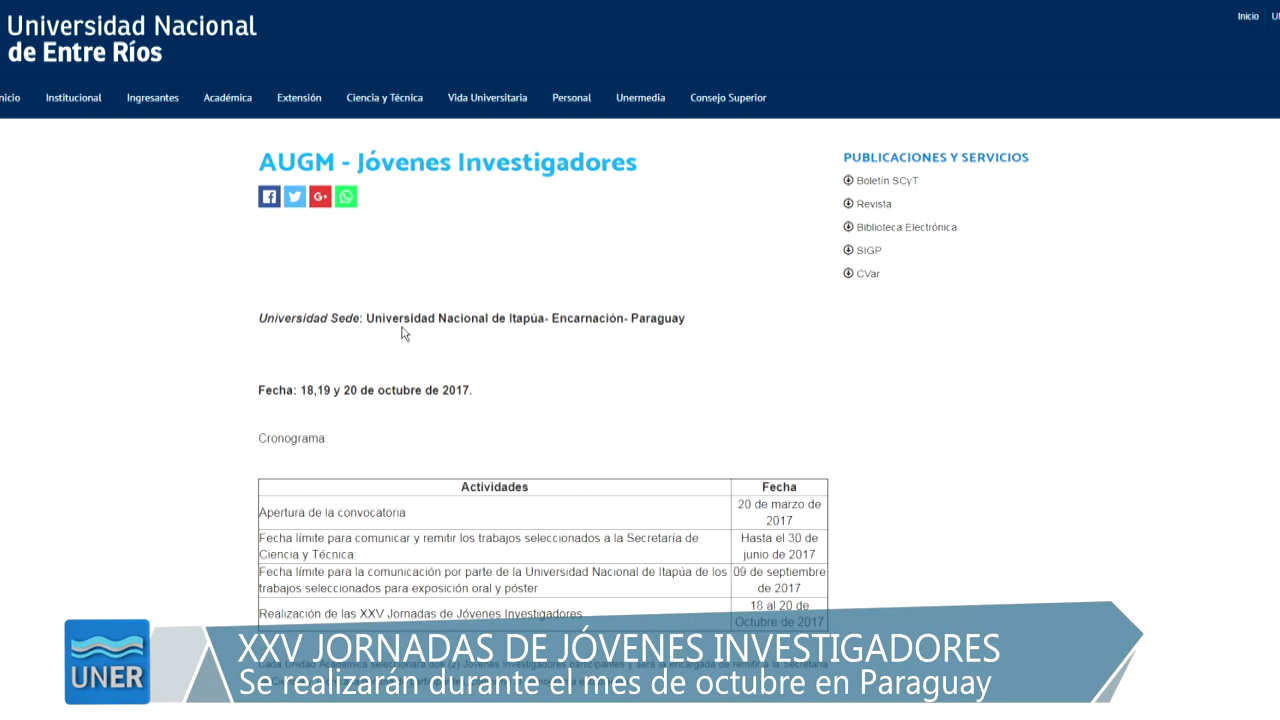 Universidad Nacional
de Entre Ríos
Inicio
nicio Institucional Ingresantes Académica Extensión Ciencia y Técnica Vida Universitaria Personal Unermedia Consejo Superior
AUGM - Jóvenes Investigadores
PUBLICACIONES Y SERVICIOS
Boletín SCyT
Revista
Biblioteca Electrónica
SIGP
CVar
Universidad Sede: Universidad Nacional de Itapúa- Encarnación- Paraguay
Fecha: 18,19 y 20 de octubre de 2017.
Cronograma
Actividades Fecha
Apertura de la convocatoria 20 de marzo de
2017
Fecha límite para comunicar y remitir los trabajos seleccionados a la Secretaría de
Ciencia y Técnica: Hasta el 30 de
junio de 2017
Fecha límite para la comunicación por parte de la Universidad Nacional de Itapúa de los
trabajos seleccionados para exposición oral y póster 09 de septiembre
de 2017
Realización de las XXV Jornadas de Jóvenes Investigadores 18 al 20 de
Octubre de 2017
UNER
XXV JORNADAS DE JÓVENES INVESTIGADORES
Se realizarán durante el mes de octubre en Paraguay